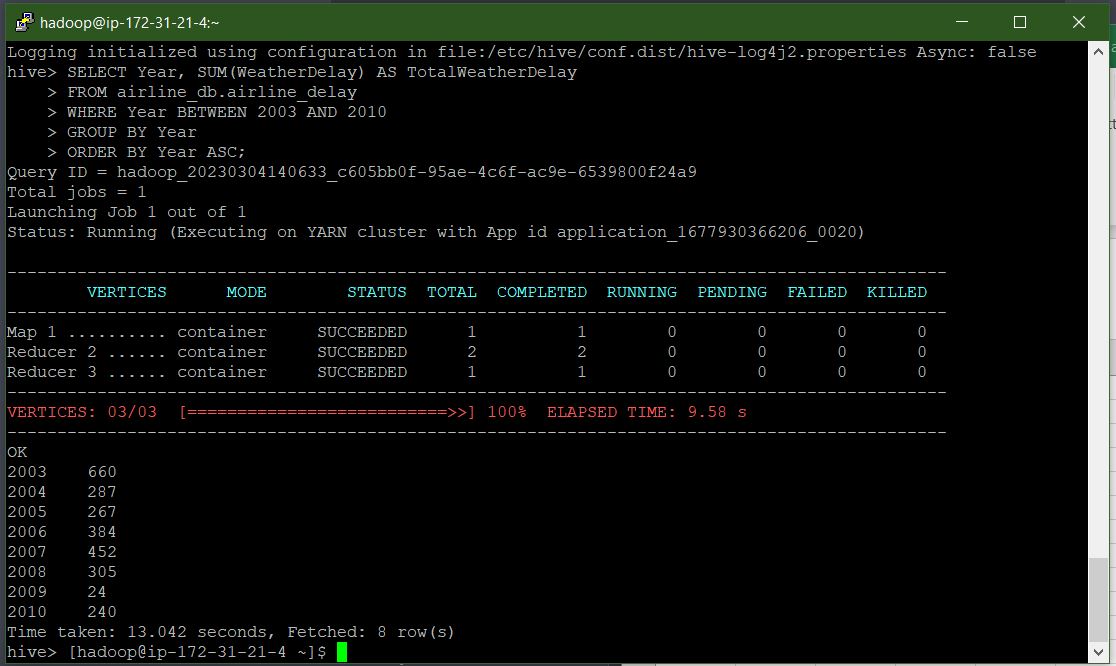 hadoop@ip-172-31-21-4:~
Logging initialized using configuration in file:/etc/hive/conf.dist/hive-log4j2.properties Async: false
hive> SELECT Year, SUM(WeatherDelay) AS TotalWeatherDelay
    > FROM airline_db.airline_delay
    > WHERE Year BETWEEN 2003 AND 2010
    > GROUP BY Year
    > ORDER BY Year ASC;
Query ID = hadoop_20230304140633_c605bb0f-95ae-4c6f-ac9e-6539800f24a9
Total jobs = 1
Launching Job 1 out of 1
Status: Running (Executing on YARN cluster with App id application_1677930366206_0020)
----------------------------------------------------------------------------------------------
        VERTICES      MODE        STATUS  TOTAL  COMPLETED  RUNNING  PENDING  FAILED  KILLED
----------------------------------------------------------------------------------------------
Map 1 .......... container     SUCCEEDED      1          1        0        0       0       0
Reducer 2 ...... container     SUCCEEDED      2          2        0        0       0       0
Reducer 3 ...... container     SUCCEEDED      1          1        0        0       0       0
----------------------------------------------------------------------------------------------
VERTICES: 03/03  [==========================>>] 100%  ELAPSED TIME: 9.58 s
----------------------------------------------------------------------------------------------
OK
2003    660
2004    287
2005    267
2006    384
2007    452
2008    305
2009    24
2010    240
Time taken: 13.042 seconds, Fetched: 8 row(s)
hive> [hadoop@ip-172-31-21-4 ~]$